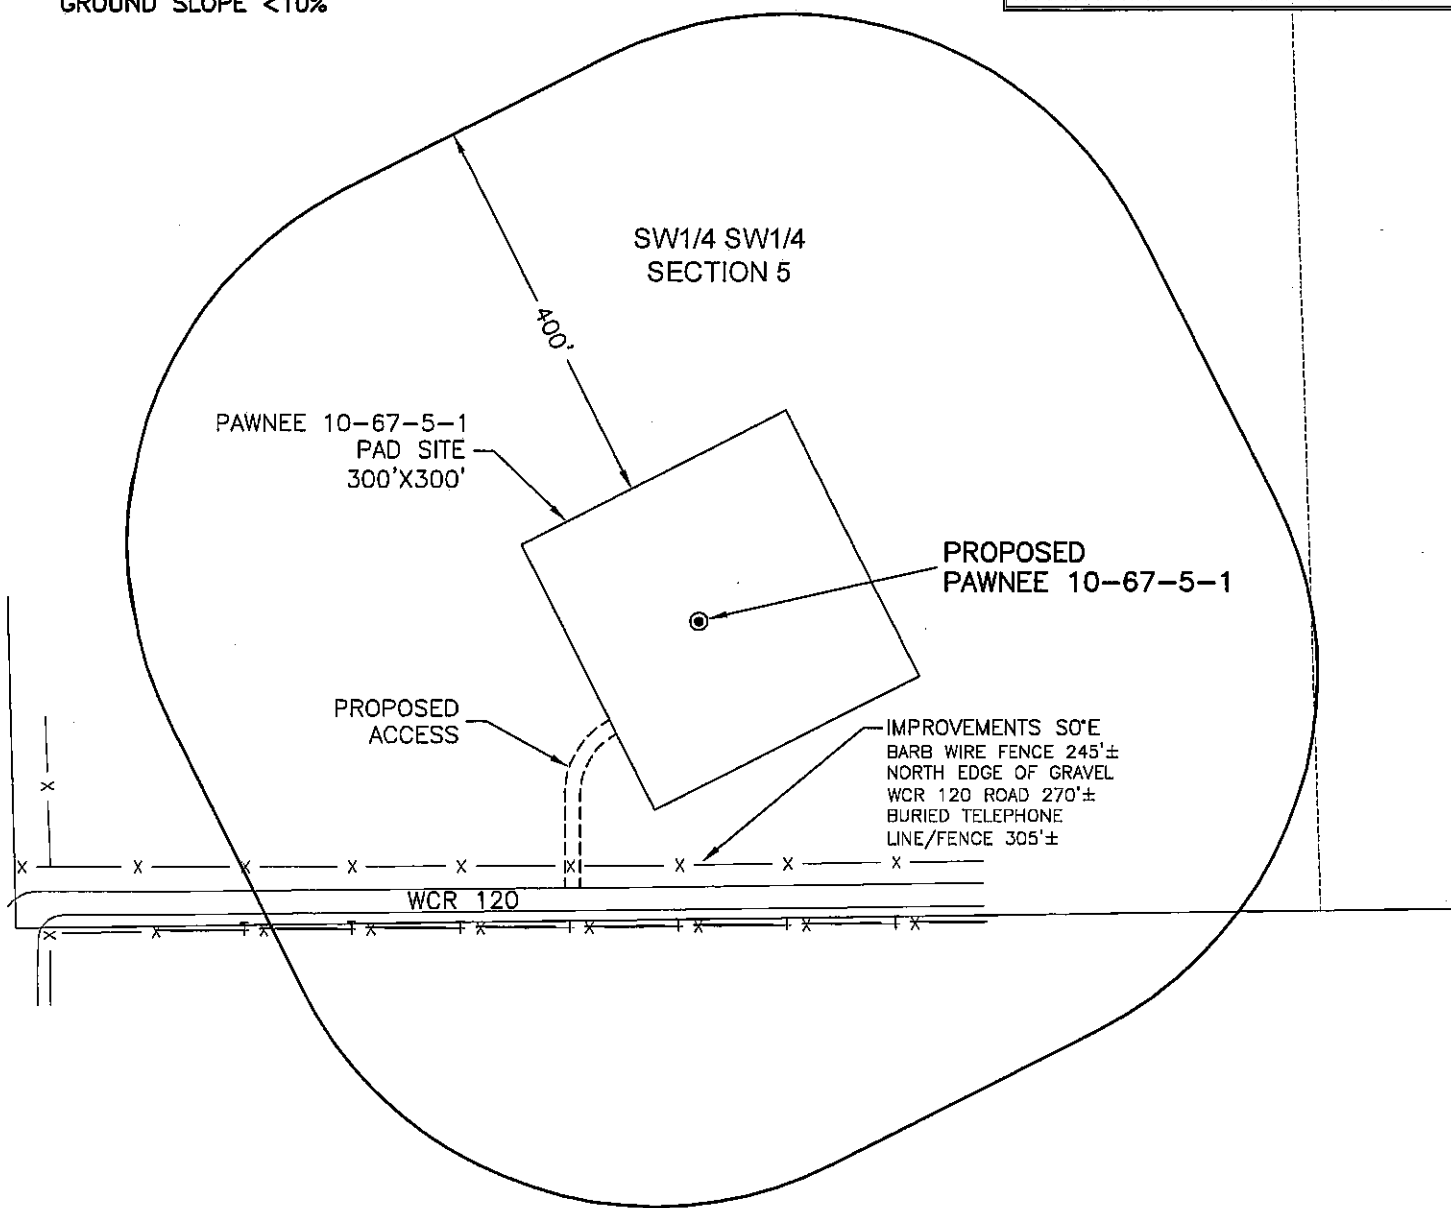 GROUND SLOPE <10%
SW1/4 SW1/4
SECTION 5
400'
PAWNEE 10-67-5-1
PAD SITE
300'X300'
PROPOSED
PAWNEE 10-67-5-1
PROPOSED
ACCESS
IMPROVEMENTS S0°E
BARB WIRE FENCE 245'±
NORTH EDGE OF GRAVEL
WCR 120 ROAD 270'±
BURIED TELEPHONE
LINE/FENCE 305'±
X X X X X X X X X
X
WCR 120
X X T X T X T X T X T X T X T X